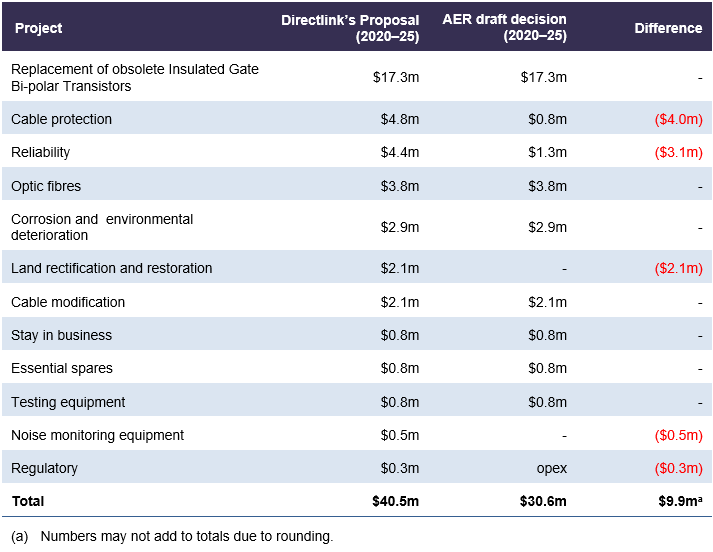 Project Directlink’s Proposal (2020–25) AER draft decision (2020–25) Difference
Replacement of obsolete Insulated Gate
Bi-polar Transistors $17.3m $17.3m -
Cable protection $4.8m $0.8m ($4.0m)
Reliability $4.4m $1.3m ($3.1m)
Optic fibres $3.8m $3.8m -
Corrosion and environmental
deterioration $2.9m $2.9m -
Land rectification and restoration $2.1m - ($2.1m)
Cable modification $2.1m $2.1m -
Stay in business $0.8m $0.8m -
Essential spares $0.8m $0.8m -
Testing equipment $0.8m $0.8m -
Noise monitoring equipment $0.5m - ($0.5m)
Regulatory $0.3m opex ($0.3m)
Total $40.5m $30.6m $9.9mᵃ
(a) Numbers may not add to totals due to rounding.